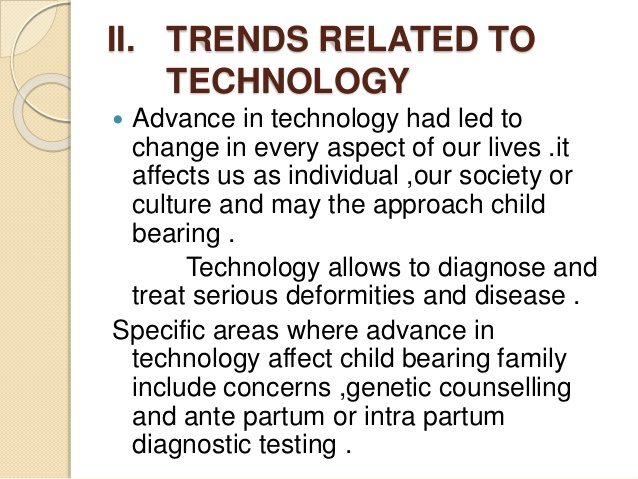 II. TRENDS RELATED TO
TECHNOLOGY
• Advance in technology had led to
change in every aspect of our lives .it
affects us as individual ,our society or
culture and may the approach child
bearing .
Technology allows to diagnose and
treat serious deformities and disease .
Specific areas where advance in
technology affect child bearing family
include concerns ,genetic counselling
and ante partum or intra partum
diagnostic testing .